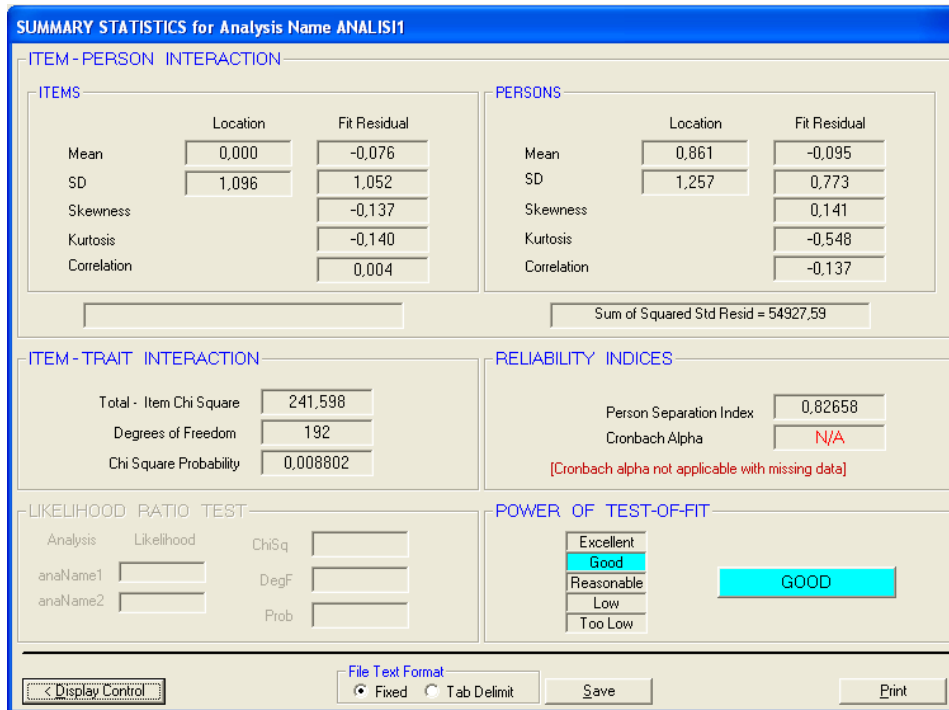 SUMMARY STATISTICS for Analysis Name ANALISI1
ITEM-PERSON INTERACTION
ITEMS
Location Fit Residual
Mean 0,000 -0,076
SD 1,096 1,052
Skewness -0,137
Kurtosis -0,140
Correlation 0,004
PERSONS
Location Fit Residual
Mean 0,861 -0,095
SD 1,257 0,773
Skewness 0,141
Kurtosis -0,548
Correlation -0,137
Sum of Squared Std Resid = 54927,59
ITEM-TRAIT INTERACTION
Total - Item Chi Square 241,598
Degrees of Freedom 192
Chi Square Probability 0,008802
RELIABILITY INDICES
Person Separation Index 0,82658
Cronbach Alpha N/A
[Cronbach alpha not applicable with missing data]
LIKELIHOOD RATIO TEST
Analysis Likelihood
anaName1
anaName2
ChiSq
DegF
Prob
POWER OF TEST-OF-FIT
Excellent
Good
Reasonable
Low
Too Low
GOOD
< Display Control
File Text Format
Fixed Tab Delimit
Save
Print